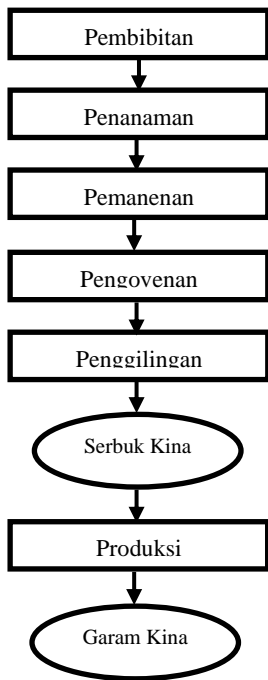 Pembibitan
Penanaman
Pemanenan
Pengovenan
Penggilingan
Serbuk Kina
Produksi
Garam Kina